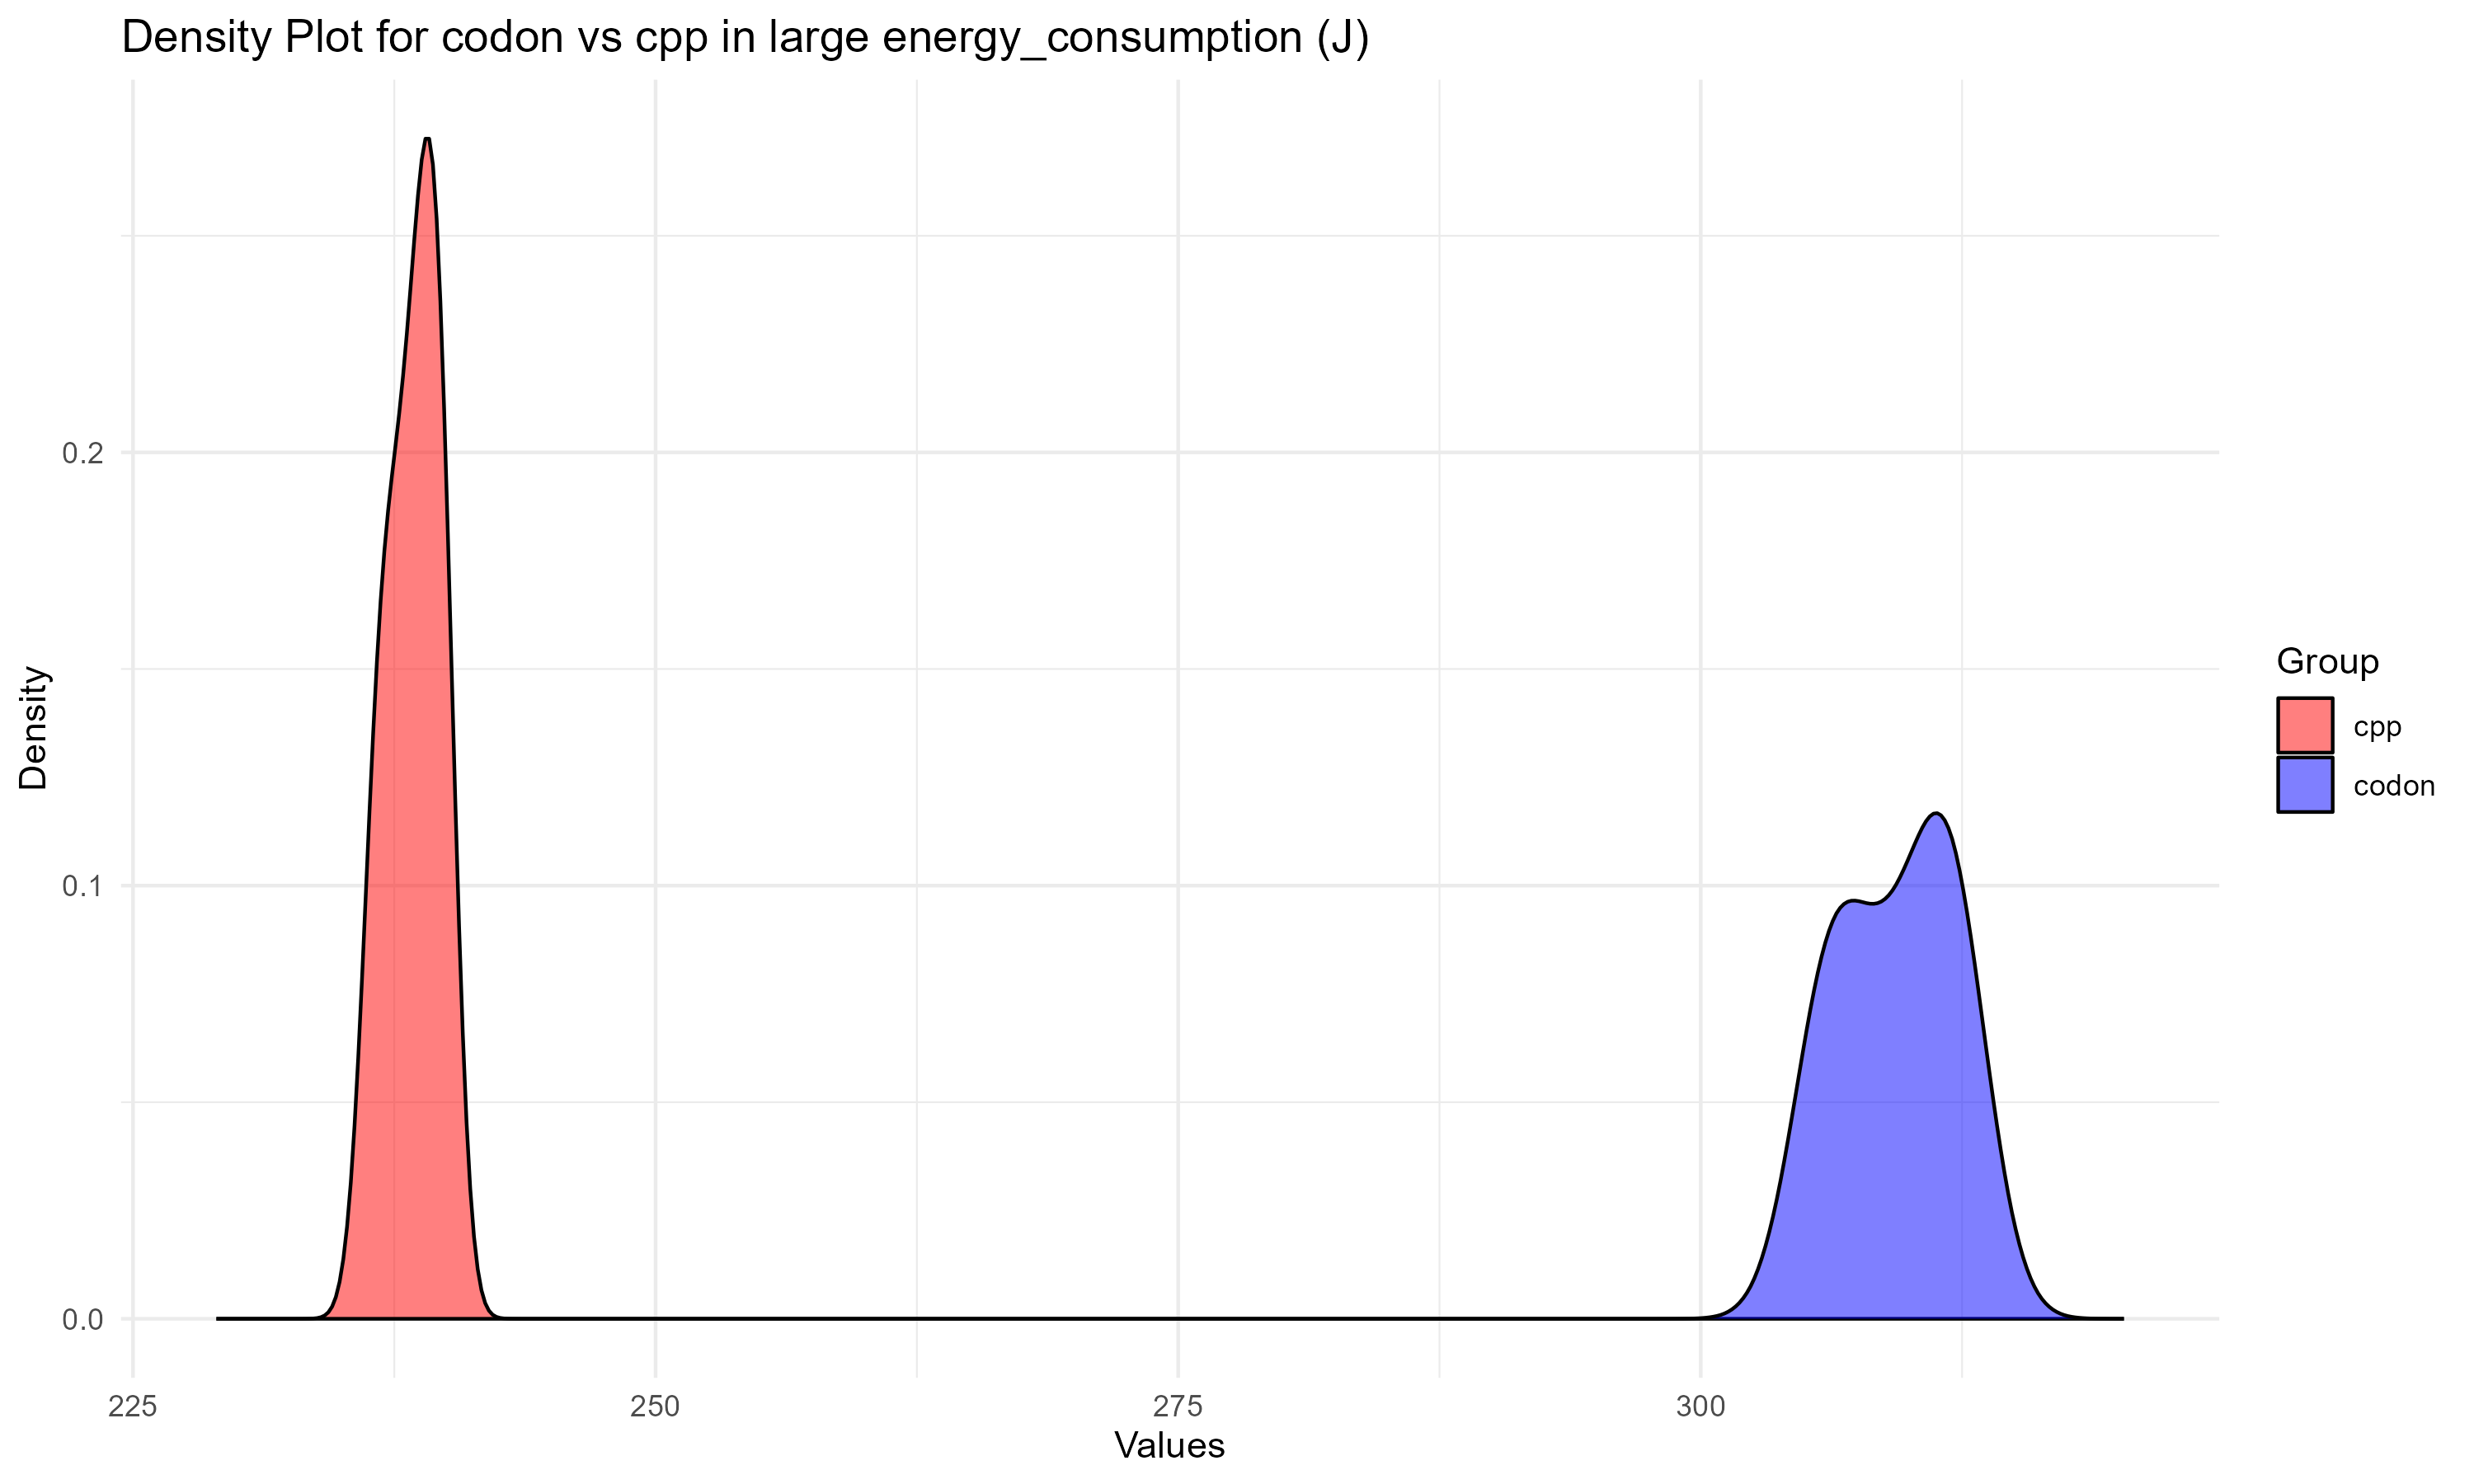 Density Plot for codon vs cpp in large energy_consumption (J)
Density
0.2
0.1
0.0
225
250
275
300
Values
Group
cpp
codon